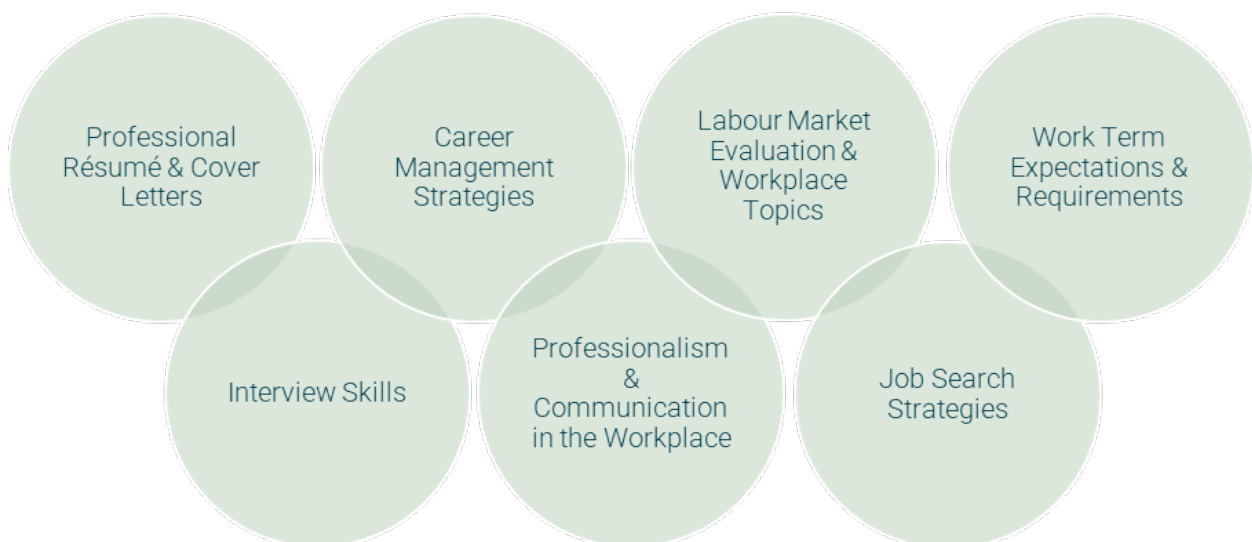 Professional
Résumé & Cover
Letters
Career
Management
Strategies
Labour Market
Evaluation &
Workplace
Topics
Work Term
Expectations &
Requirements
Interview Skills
Professionalism
&
Communication
in the Workplace
Job Search
Strategies